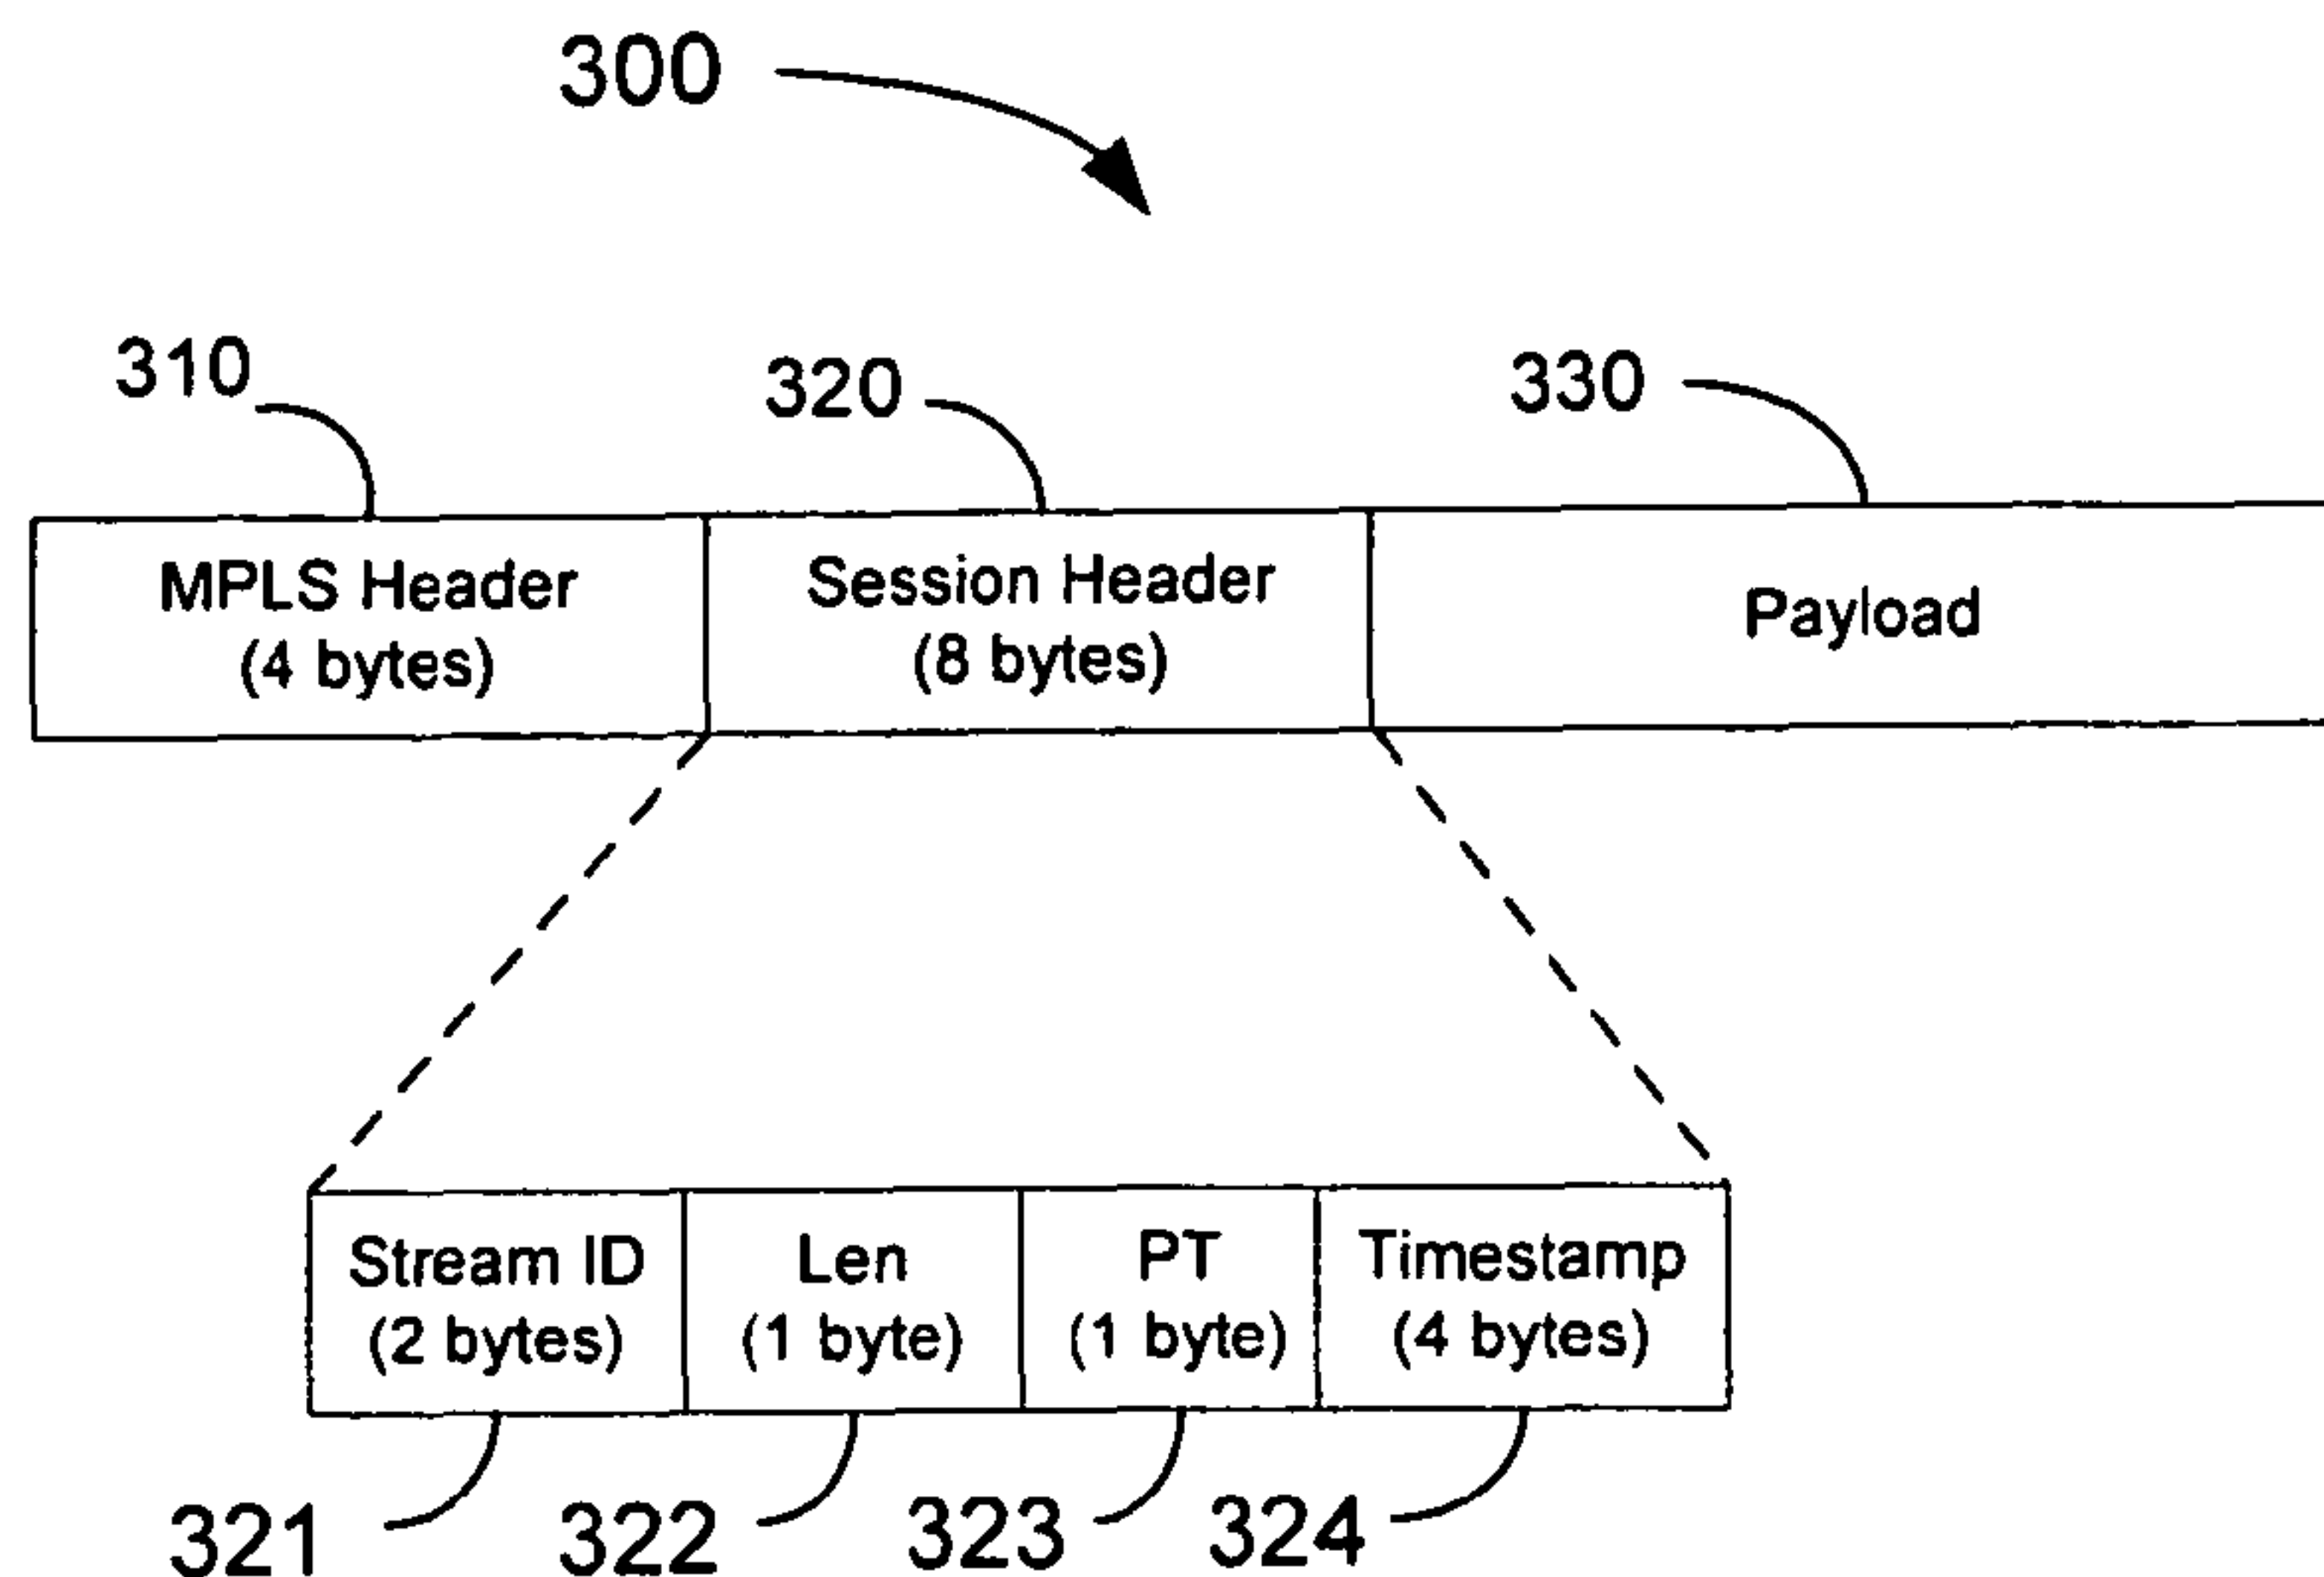 300
310
320
330
MPLS Header
(4 bytes)
Session Header
(8 bytes)
Payload
Stream ID
(2 bytes)
Len
(1 byte)
PT
(1 byte)
Timestamp
(4 bytes)
321
322
323
324